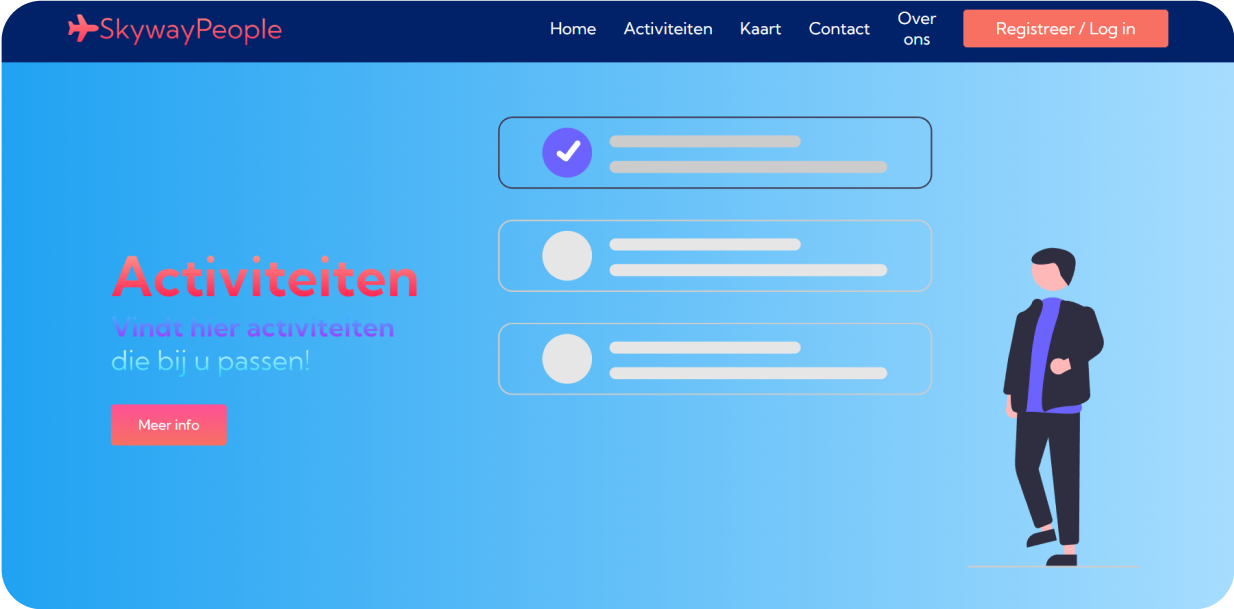 SkywayPeople
Home
Activiteiten
Kaart
Contact
Over
ons
Registreer / Log in
Activiteiten
Vindt hier activiteiten
die bij u passen!
Meer info